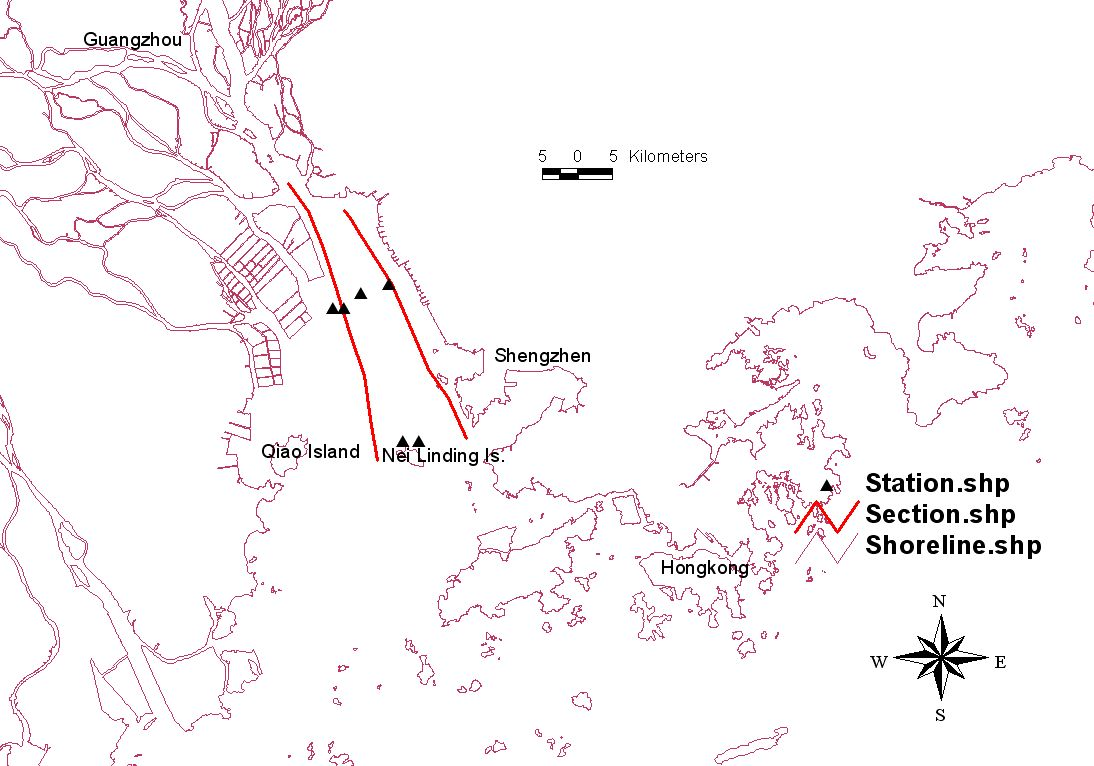 Guangzhou
5 0 5 Kilometers
Shengzhen
Qiao Island
Nei Linding Is.
Station.shp
Section.shp
Shoreline.shp
Hongkong
N
W E
S